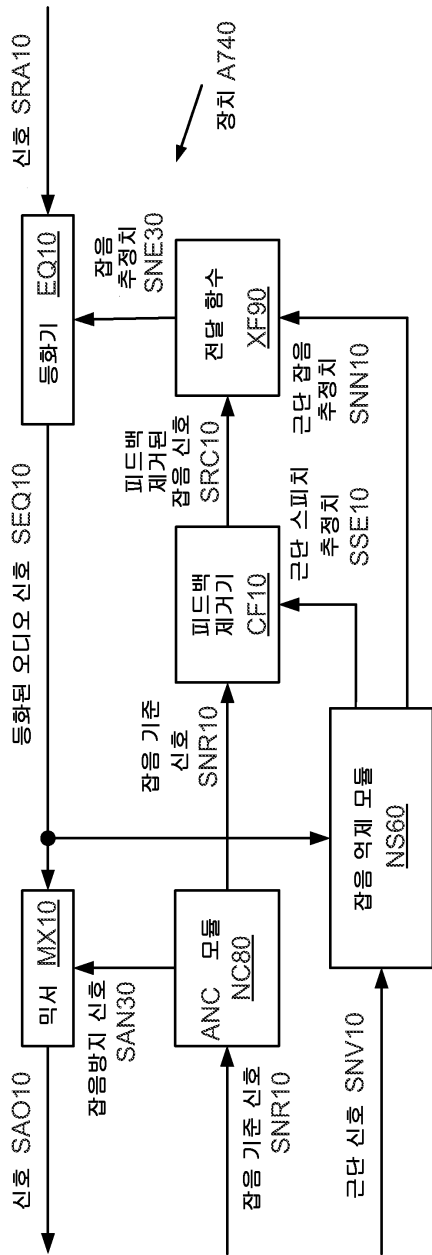 신호 SAO10
믹서 MX10
등화된 오디오 신호 SEQ10
등화기 EQ10
신호 SRA10
잡음방지 신호
SAN30
잡음
추정치
SNE30
장치 A740
잡음 기준 신호
SNR10
ANC 모듈
NC80
잡음 기준
신호
SNR10
피드백
제거기
CF10
피드백
제거된
잡음 신호
SRC10
전달 함수
XF90
근단 스피치
추정치
SSE10
근단 잡음
추정치
SNN10
근단 신호 SNV10
잡음 억제 모듈
NS60